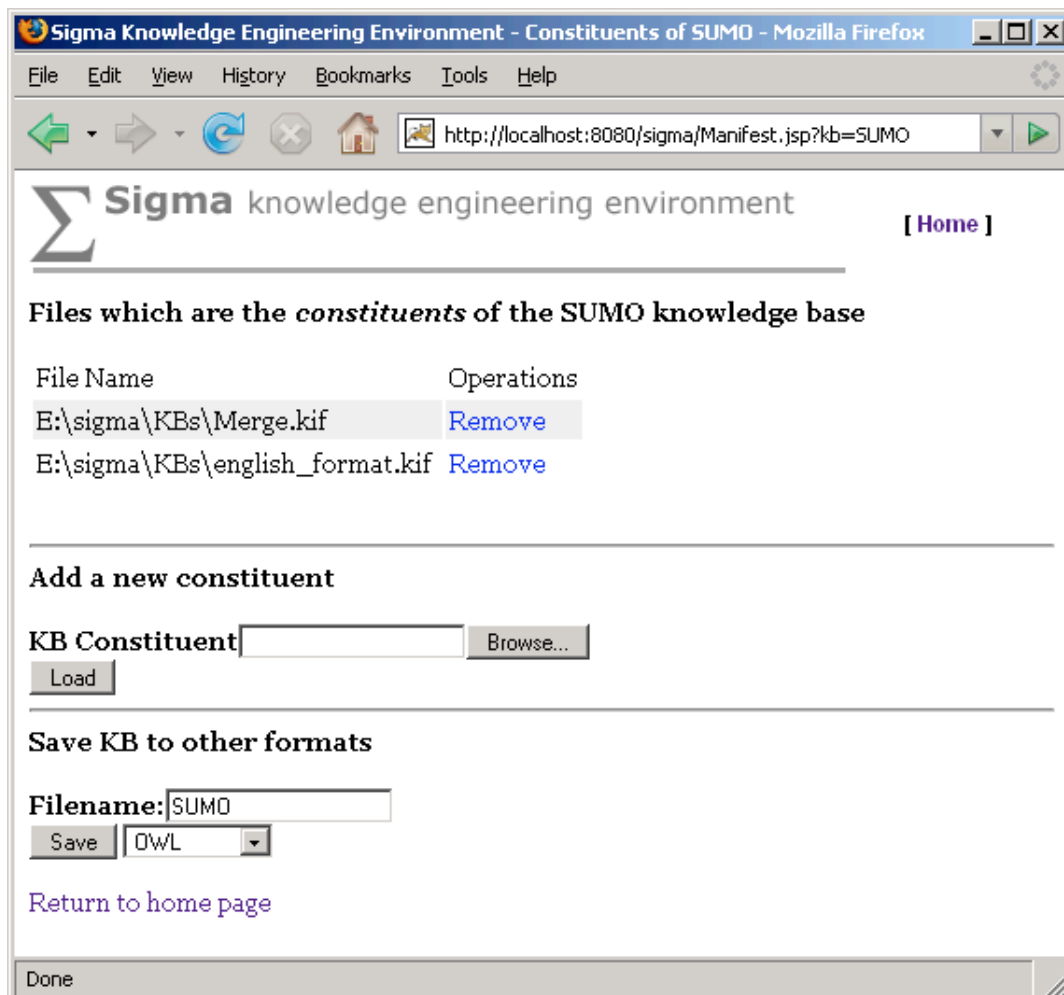 Sigma Knowledge Engineering Environment - Constituents of SUMO - Mozilla Firefox
File Edit View History Bookmarks Tools Help
http://localhost:8080/sigma/Manifest.jsp?kb=SUMO
Σ Sigma knowledge engineering environment
[ Home ]
Files which are the constituents of the SUMO knowledge base
File Name Operations
E:\sigma\KBs\Merge.kif Remove
E:\sigma\KBs\english_format.kif Remove
Add a new constituent
KB Constituent Browse...
Load
Save KB to other formats
Filename: SUMO
Save OWL
Return to home page
Done